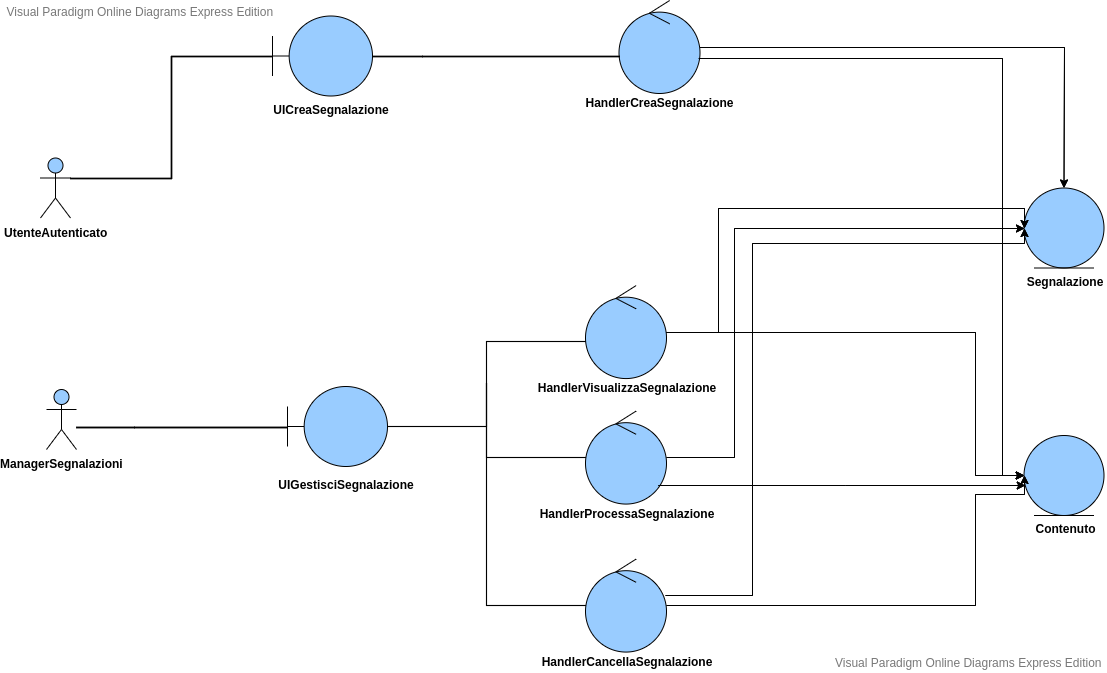 Visual Paradigm Online Diagrams Express Edition
UICreaSegnalazione
HandlerCreaSegnalazione
UtenteAutenticato
Segnalazione
HandlerVisualizzaSegnalazione
ManagerSegnalazioni
UIGestisciSegnalazione
HandlerProcessaSegnalazione
Contenuto
HandlerCancellaSegnalazione
Visual Paradigm Online Diagrams Express Edition